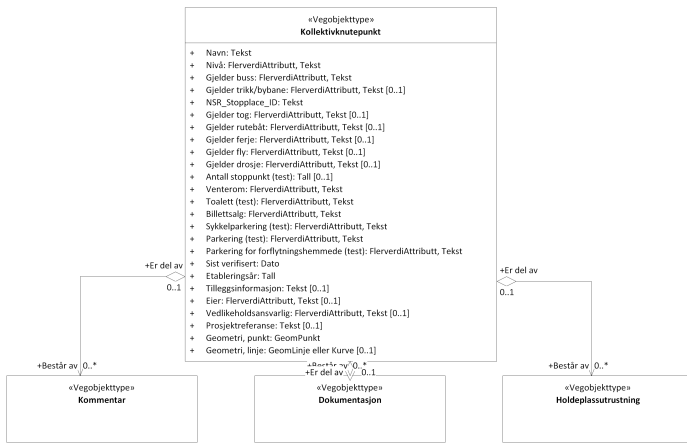 «Vegobjekttype»
Kollektivknutepunkt
+ Navn: Tekst
+ Nivå: FlerverdiAttributt, Tekst
+ Gjelder buss: FlerverdiAttributt, Tekst
+ Gjelder trikk/bybane: FlerverdiAttributt, Tekst [0..1]
+ NSR_Stopplace_ID: Tekst
+ Gjelder tog: FlerverdiAttributt, Tekst [0..1]
+ Gjelder rutebåt: FlerverdiAttributt, Tekst [0..1]
+ Gjelder ferje: FlerverdiAttributt, Tekst [0..1]
+ Gjelder fly: FlerverdiAttributt, Tekst [0..1]
+ Gjelder drosje: FlerverdiAttributt, Tekst [0..1]
+ Antall stoppunkt (test): Tall [0..1]
+ Venterom: FlerverdiAttributt, Tekst
+ Toalett (test): FlerverdiAttributt, Tekst
+ Billettsalg: FlerverdiAttributt, Tekst
+ Sykkelparkering (test): FlerverdiAttributt, Tekst
+ Parkering (test): FlerverdiAttributt, Tekst
+ Parkering for forflytningshemmede (test): FlerverdiAttributt, Tekst
+ Sist verifisert: Dato
+ Etableringsår: Tall
+ Tilleggsinformasjon: Tekst [0..1]
+ Eier: FlerverdiAttributt, Tekst [0..1]
+ Vedlikeholdsansvarlig: FlerverdiAttributt, Tekst [0..1]
+ Prosjektreferanse: Tekst [0..1]
+ Geometri, punkt: GeomPunkt
+ Geometri, linje: GeomLinje eller Kurve [0..1]
+Er del av
0..1
+Er del av
0..1
+Består av 0..*
+Består av 0..*
+Er del av 0..1
+Består av 0..*
«Vegobjekttype»
Kommentar
«Vegobjekttype»
Dokumentasjon
«Vegobjekttype»
Holdeplassutrustning